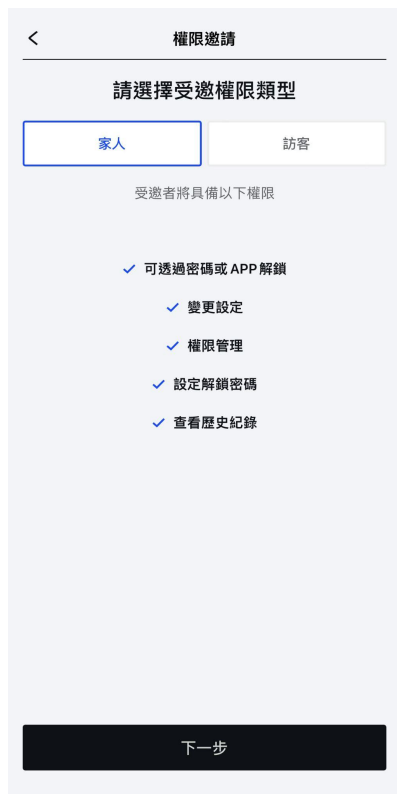 權限邀請
請選擇受邀權限類型
家人
訪客
受邀者將具備以下權限
可透過密碼或 APP 解鎖
變更設定
權限管理
設定解鎖密碼
查看歷史紀錄
下一步